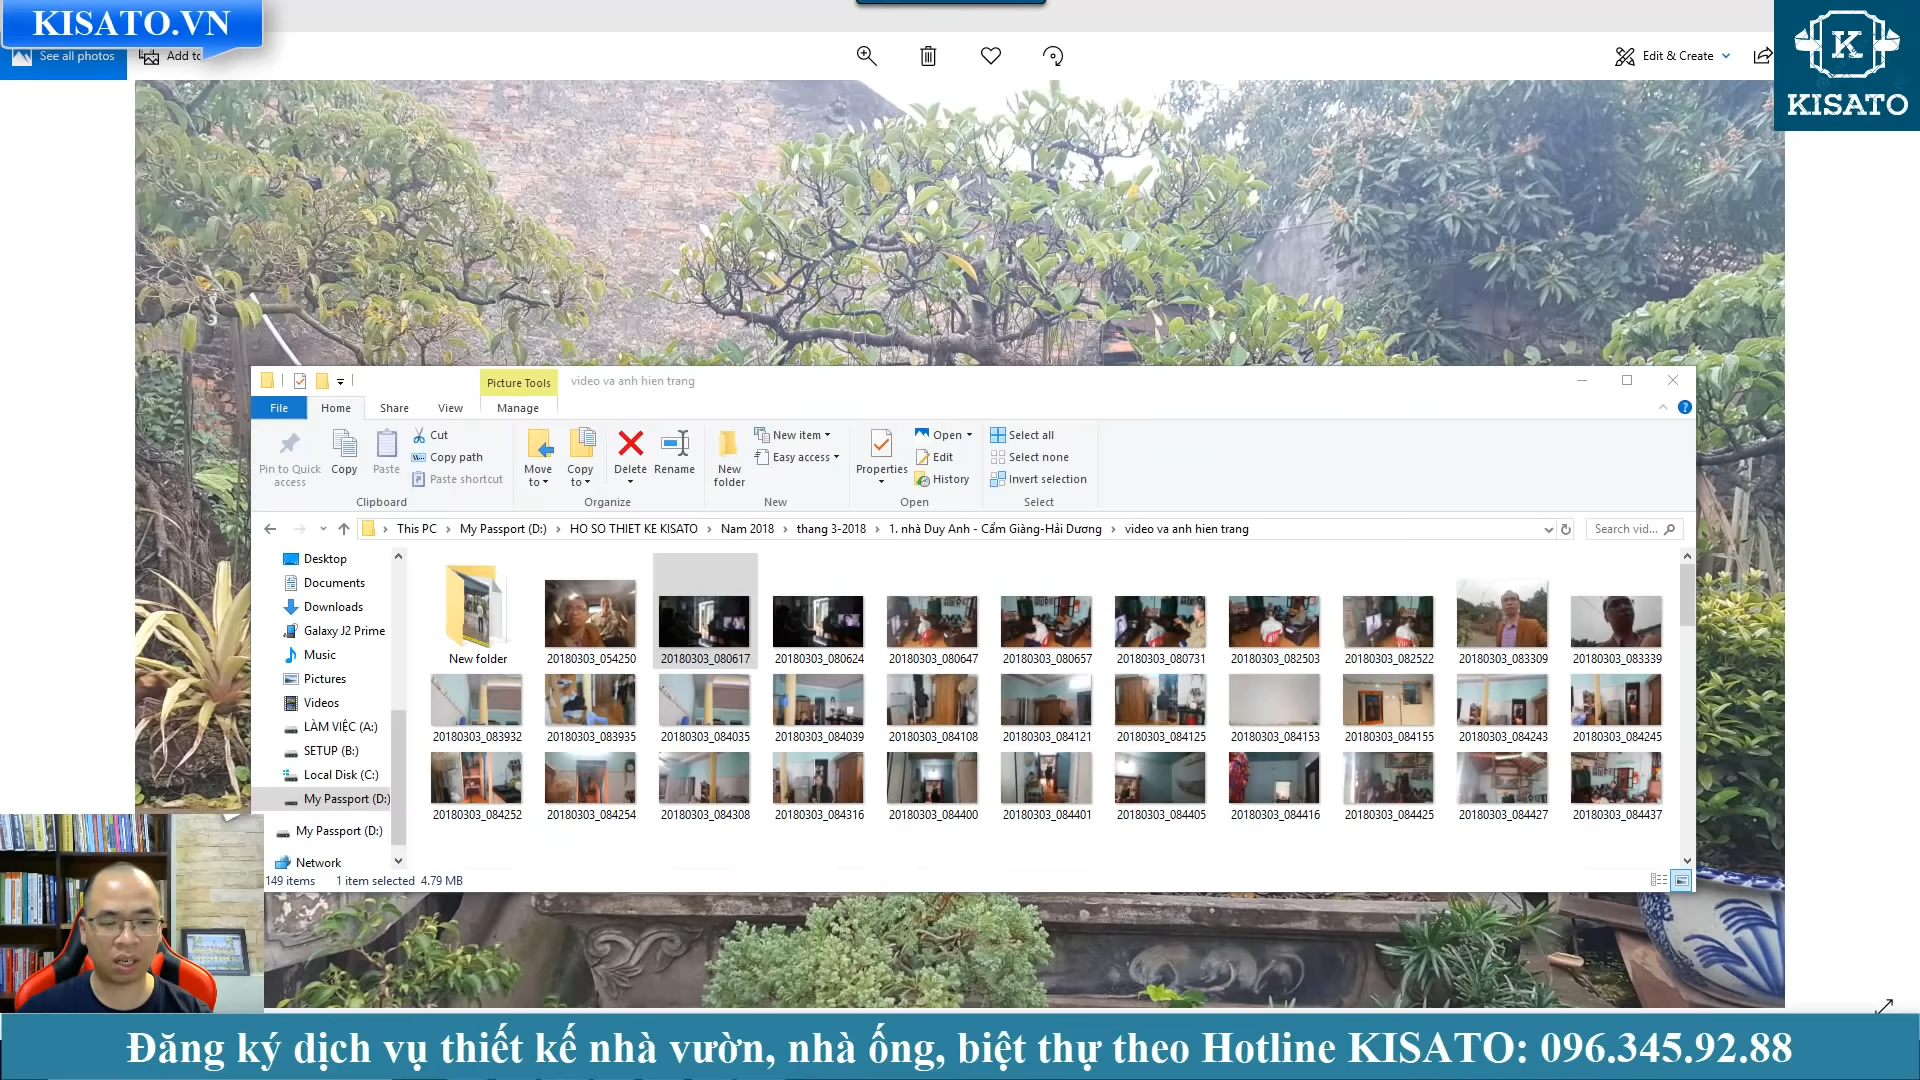 KISATO.VN
See all photos
Add to
Edit & Create
K
KISATO
Picture Tools
video va anh hien trang
File
Home
Share
View
Manage
Pin to Quick access
Copy
Paste
Cut
Copy path
Paste shortcut
Clipboard
Move to
Copy to
Delete
Rename
Organize
New folder
New item
Easy access
New
Properties
Open
Edit
History
Open
Select all
Select none
Invert selection
Select
This PC > My Passport (D:) > HO SO THIET KE KISATO > Nam 2018 > thang 3-2018 > 1. nhà Duy Anh - Cẩm Giàng-Hải Dương > video va anh hien trang
Search vid...
Desktop
Documents
Downloads
Galaxy J2 Prime
Music
Pictures
Videos
LÀM VIỆC (A:)
SETUP (B:)
Local Disk (C:)
My Passport (D:)
My Passport (D:)
Network
New folder 20180303_054250 20180303_080617 20180303_080624 20180303_080647 20180303_080657 20180303_080731 20180303_082503 20180303_082522 20180303_083309 20180303_083339
20180303_083932 20180303_083935 20180303_084035 20180303_084039 20180303_084108 20180303_084121 20180303_084125 20180303_084153 20180303_084155 20180303_084243 20180303_084245
20180303_084252 20180303_084254 20180303_084308 20180303_084316 20180303_084400 20180303_084401 20180303_084405 20180303_084416 20180303_084425 20180303_084427 20180303_084437
149 items 1 item selected 4.79 MB
Đăng ký dịch vụ thiết kế nhà vườn, nhà ống, biệt thự theo Hotline KISATO: 096.345.92.88